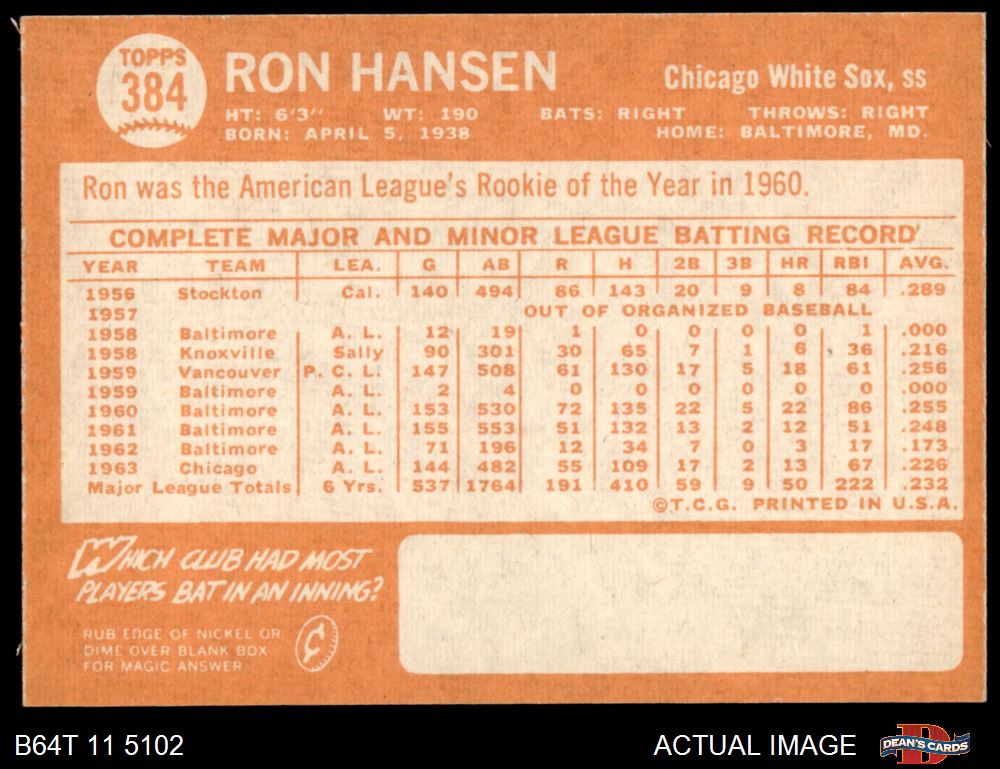 TOPPS
384
RON HANSEN
Chicago White Sox, ss
HT: 6'3" WT: 190 BATS: RIGHT THROWS: RIGHT
BORN: APRIL 5, 1938 HOME: BALTIMORE, MD.
Ron was the American League's Rookie of the Year in 1960.
COMPLETE MAJOR AND MINOR LEAGUE BATTING RECORD
YEAR TEAM LEA. G AB R H 2B 3B HR RBI AVG.
1956 Stockton Cal. 140 494 86 143 20 9 8 84 .289
1957 OUT OF ORGANIZED BASEBALL
1958 Baltimore A. L. 12 19 1 0 0 0 0 1 .000
1958 Knoxville Sally 90 301 30 65 7 1 6 36 .216
1959 Vancouver P. C. L. 147 508 61 130 17 5 18 61 .256
1959 Baltimore A. L. 2 4 0 0 0 0 0 0 .000
1960 Baltimore A. L. 153 530 72 135 22 5 22 86 .255
1961 Baltimore A. L. 155 553 51 132 13 2 12 51 .248
1962 Baltimore A. L. 71 196 12 34 7 0 3 17 .173
1963 Chicago A. L. 144 482 55 109 17 2 13 67 .226
Major League Totals 6 Yrs. 537 1764 191 410 59 9 50 222 .232
©T.C.G. PRINTED IN U.S.A.
WHICH CLUB HAD MOST
PLAYERS BAT IN AN INNING?
RUB EDGE OF NICKEL OR
DIME OVER BLANK BOX
FOR MAGIC ANSWER
¢
B64T 11 5102
ACTUAL IMAGE
DEAN'S CARDS